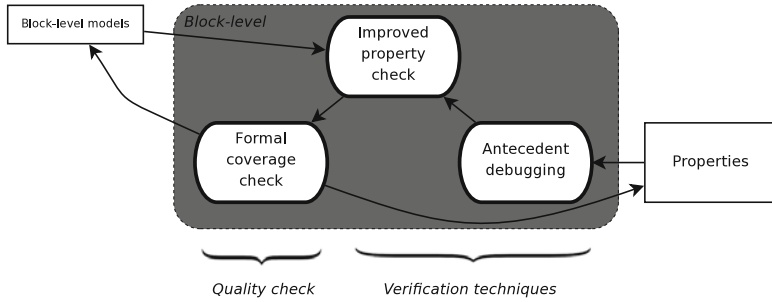 Block-level models
Block-level
Improved
property
check
Formal
coverage
check
Antecedent
debugging
Properties
Quality check
Verification techniques